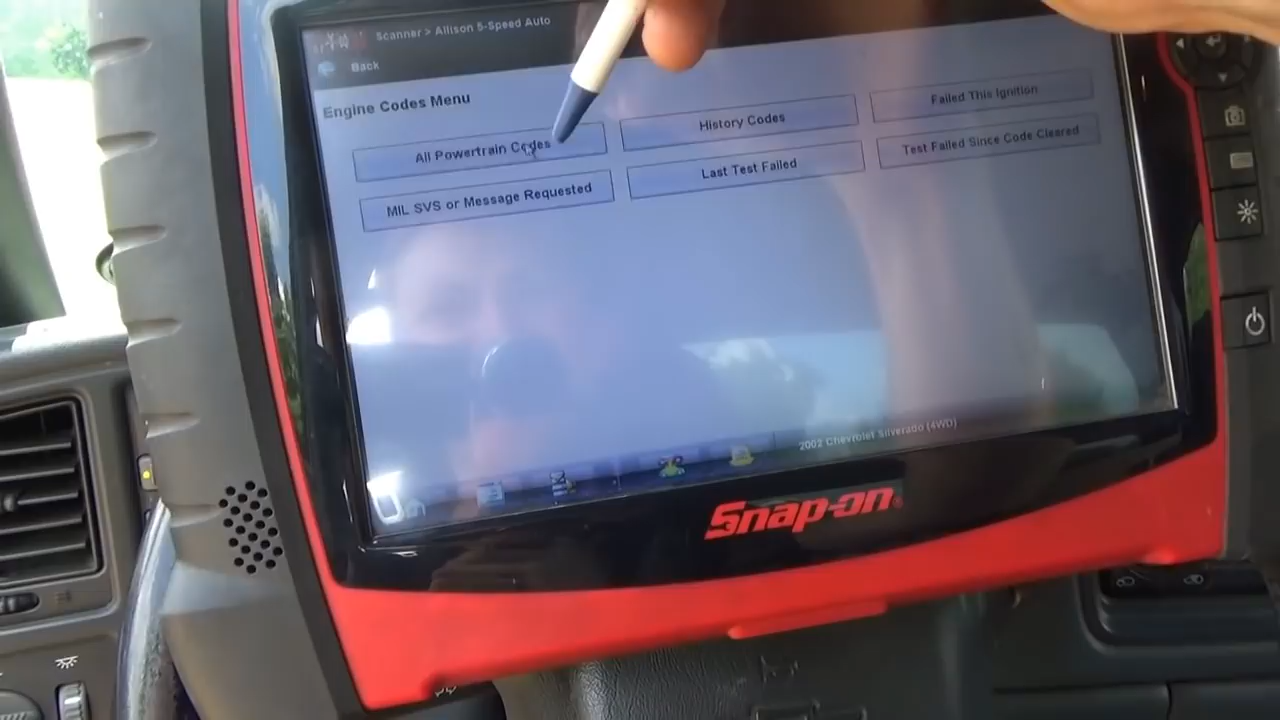 Scanner > Allison 5-Speed Auto
Back
Engine Codes Menu
All Powertrain Codes
History Codes
Failed This Ignition
MIL SVS or Message Requested
Last Test Failed
Test Failed Since Code Cleared
2002 Chevrolet Silverado (4WD)
Snap-on